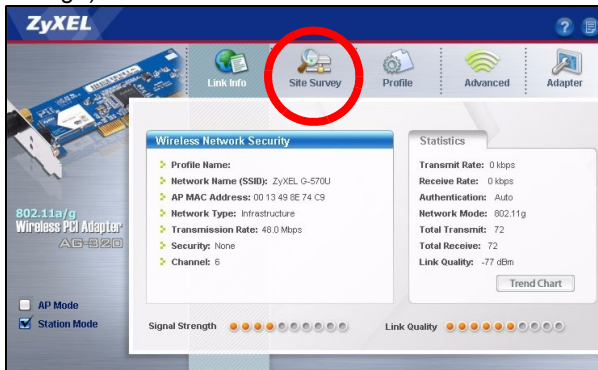 ZyXEL
Link Info
Site Survey
Profile
Advanced
Adapter
Wireless Network Security
Profile Name:
Network Name (SSID): ZyXEL G-570U
AP MAC Address: 00 13 49 8E 74 C9
Network Type: Infrastructure
Transmission Rate: 48.0 Mbps
Security: None
Channel: 6
Statistics
Transmit Rate: 0 kbps
Receive Rate: 0 kbps
Authentication: Auto
Network Mode: 802.11g
Total Transmit: 72
Total Receive: 72
Link Quality: -77 dBm
Trend Chart
802.11a/g
Wireless PCI Adapter
AG-320
AP Mode
Station Mode
Signal Strength
Link Quality